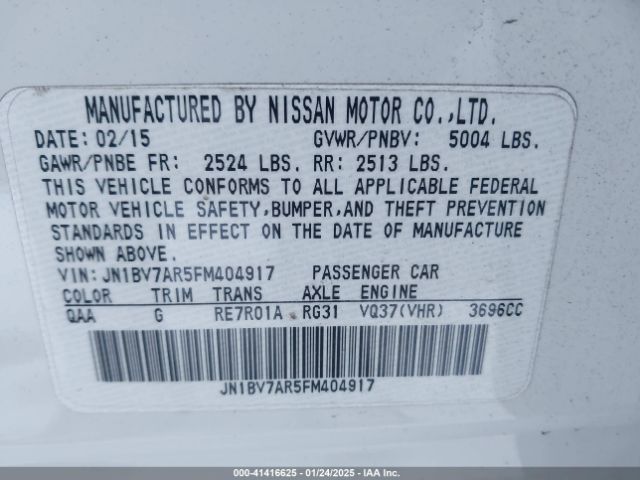 MANUFACTURED BY NISSAN MOTOR CO.,LTD.
DATE: 02/15 GVWR/PNBV: 5004 LBS.
GAWR/PNBE FR: 2524 LBS. RR: 2513 LBS.
THIS VEHICLE CONFORMS TO ALL APPLICABLE FEDERAL
MOTOR VEHICLE SAFETY,BUMPER,AND THEFT PREVENTION
STANDARDS IN EFFECT ON THE DATE OF MANUFACTURE
SHOWN ABOVE.
VIN: JN1BV7AR5FM404917 PASSENGER CAR
COLOR TRIM TRANS AXLE ENGINE
QAA G RE7R01A RG31 VQ37(VHR) 3696CC
JN1BV7AR5FM404917
000-41416625 - 01/24/2025 - IAAI.COM